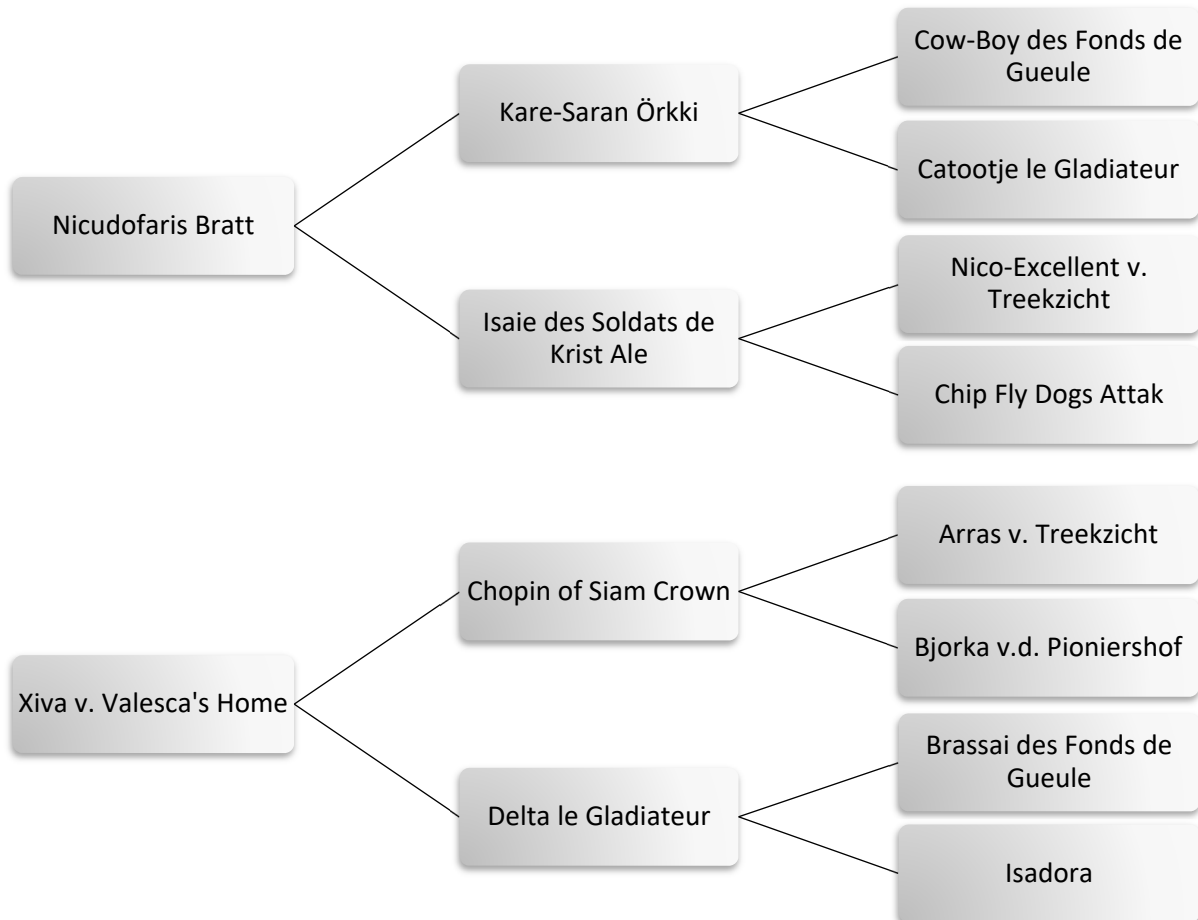 Cow-Boy des Fonds de
Gueule
Kare-Saran Örkki
Catootje le Gladiateur
Nicudofaris Bratt
Nico-Excellent v.
Treekzicht
Isaie des Soldats de
Krist Ale
Chip Fly Dogs Attak
Arras v. Treekzicht
Chopin of Siam Crown
Bjorka v.d. Pioniershof
Xiva v. Valesca's Home
Brassai des Fonds de
Gueule
Delta le Gladiateur
Isadora